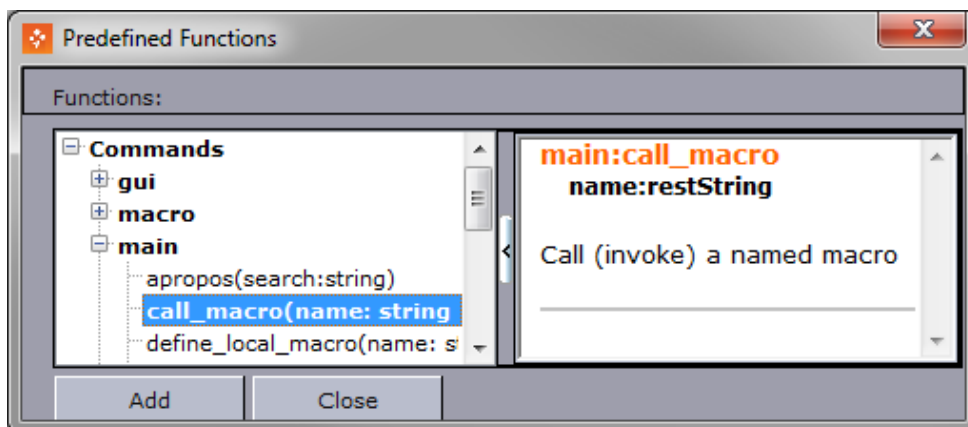 Predefined Functions
Functions:
Commands
gui
macro
main
apropos(search:string)
call_macro(name: string
define_local_macro(name: s
main:call_macro
name:restString
Call (invoke) a named macro
Add
Close